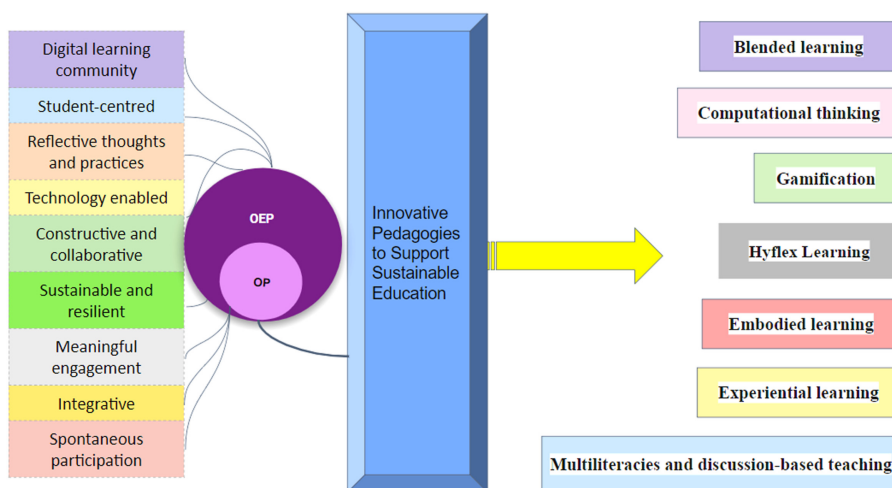 Digital learning
community
Student-centred
Reflective thoughts
and practices
Technology enabled
Constructive and
collaborative
Sustainable and
resilient
Meaningful
engagement
Integrative
Spontaneous
participation
OEP
OP
Innovative
Pedagogies
to Support
Sustainable
Education
Blended learning
Computational thinking
Gamification
Hyflex Learning
Embodied learning
Experiential learning
Multiliteracies and discussion-based teaching